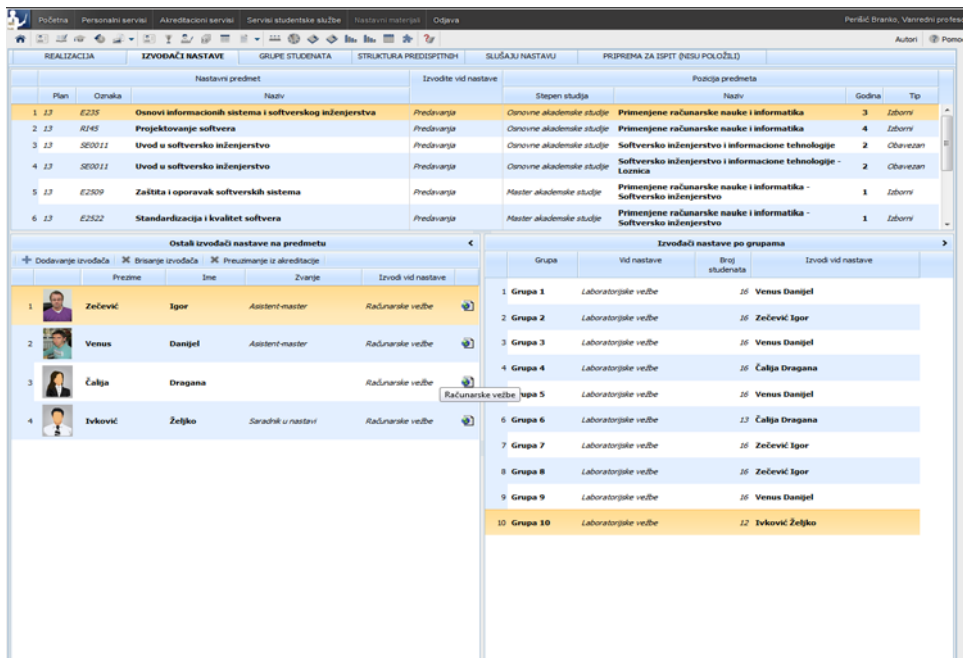 Početna Personalni servisi Akreditacioni servisi Servisi studentske službe Nastavni materijali Odjava Perišić Branko, Vanredni profeso
Autori Pomoć
REALIZACIJA IZVOĐAČI NASTAVE GRUPE STUDENATA STRUKTURA PREDISPITNIH SLUŠAJU NASTAVU PRIPREMA ZA ISPIT (NISU POLOŽILI)
Nastavni predmet Izvodite vid nastave Pozicija predmeta
Plan Oznaka Naziv Stepen studija Naziv Godina Tip
1 13 E235 Osnovi informacionih sistema i softverskog inženjerstva Predavanja Osnovne akademske studije Primenjene računarske nauke i informatika 3 Izborni
2 13 RI45 Projektovanje softvera Predavanja Osnovne akademske studije Primenjene računarske nauke i informatika 4 Izborni
3 13 SE0011 Uvod u softversko inženjerstvo Predavanja Osnovne akademske studije Softversko inženjerstvo i informacione tehnologije 2 Obavezan
4 13 SE0011 Uvod u softversko inženjerstvo Predavanja Osnovne akademske studije Softversko inženjerstvo i informacione tehnologije - Loznica 2 Obavezan
5 13 E2509 Zaštita i oporavak softverskih sistema Predavanja Master akademske studije Primenjene računarske nauke i informatika - Softversko inženjerstvo 1 Izborni
6 13 E2522 Standardizacija i kvalitet softvera Predavanja Master akademske studije Primenjene računarske nauke i informatika - Softversko inženjerstvo 1 Izborni
Ostali izvođači nastave na predmetu
Dodavanje izvođača Brisanje izvođača Preuzimanje iz akreditacije
Prezime Ime Zvanje Izvodi vid nastave
1 Zečević Igor Asistent-master Računarske vežbe
2 Venus Danijel Asistent-master Računarske vežbe
3 Čalija Dragana Računarske vežbe
Računarske vežbe
4 Ivković Željko Saradnik u nastavi Računarske vežbe
Izvođači nastave po grupama
Grupa Vid nastave Broj studenata Izvodi vid nastave
1 Grupa 1 Laboratorijske vežbe 16 Venus Danijel
2 Grupa 2 Laboratorijske vežbe 16 Zečević Igor
3 Grupa 3 Laboratorijske vežbe 16 Venus Danijel
4 Grupa 4 Laboratorijske vežbe 16 Čalija Dragana
upa 5 Laboratorijske vežbe 16 Venus Danijel
6 Grupa 6 Laboratorijske vežbe 13 Čalija Dragana
7 Grupa 7 Laboratorijske vežbe 16 Zečević Igor
8 Grupa 8 Laboratorijske vežbe 16 Zečević Igor
9 Grupa 9 Laboratorijske vežbe 16 Venus Danijel
10 Grupa 10 Laboratorijske vežbe 12 Ivković Željko